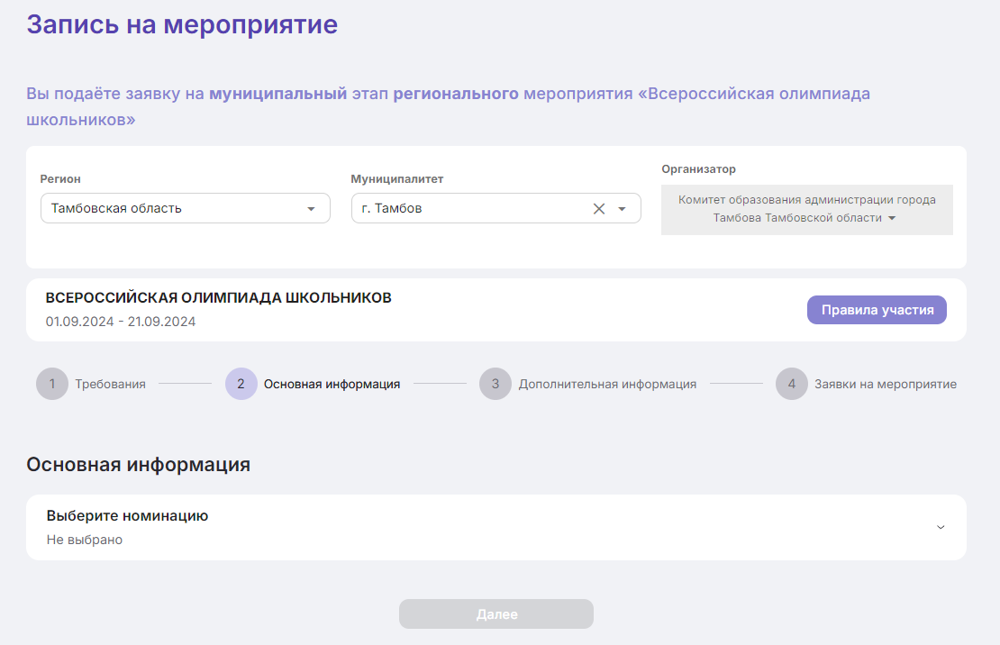 Запись на мероприятие
Вы подаёте заявку на муниципальный этап регионального мероприятия «Всероссийская олимпиада
школьников»
Регион
Тамбовская область
Муниципалитет
г. Тамбов
Организатор
Комитет образования администрации города
Тамбова Тамбовской области
ВСЕРОССИЙСКАЯ ОЛИМПИАДА ШКОЛЬНИКОВ
01.09.2024 - 21.09.2024
Правила участия
1 Требования
2 Основная информация
3 Дополнительная информация
4 Заявки на мероприятие
Основная информация
Выберите номинацию
Не выбрано
Далее